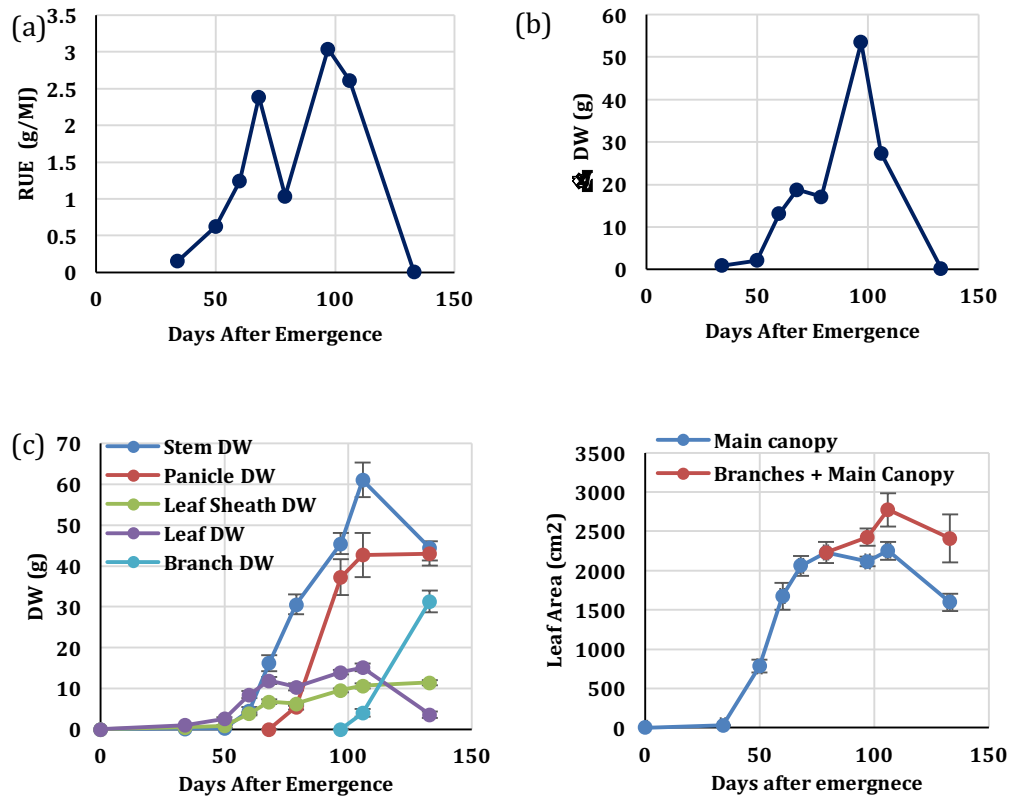 (a)
3.5
3
2.5
2
1.5
1
0.5
0
RUE (g/MJ)
0 50 100 150
Days After Emergence
(b)
60
50
40
30
20
10
0
DW (g)
0 50 100 150
Days After Emergence
(c)
70
60
50
40
30
20
10
0
DW (g)
Stem DW
Panicle DW
Leaf Sheath DW
Leaf DW
Branch DW
0 50 100 150
Days After Emergence
Main canopy
Branches + Main Canopy
3500
3000
2500
2000
1500
1000
500
0
Leaf Area (cm2)
0 50 100 150
Days after emergnece